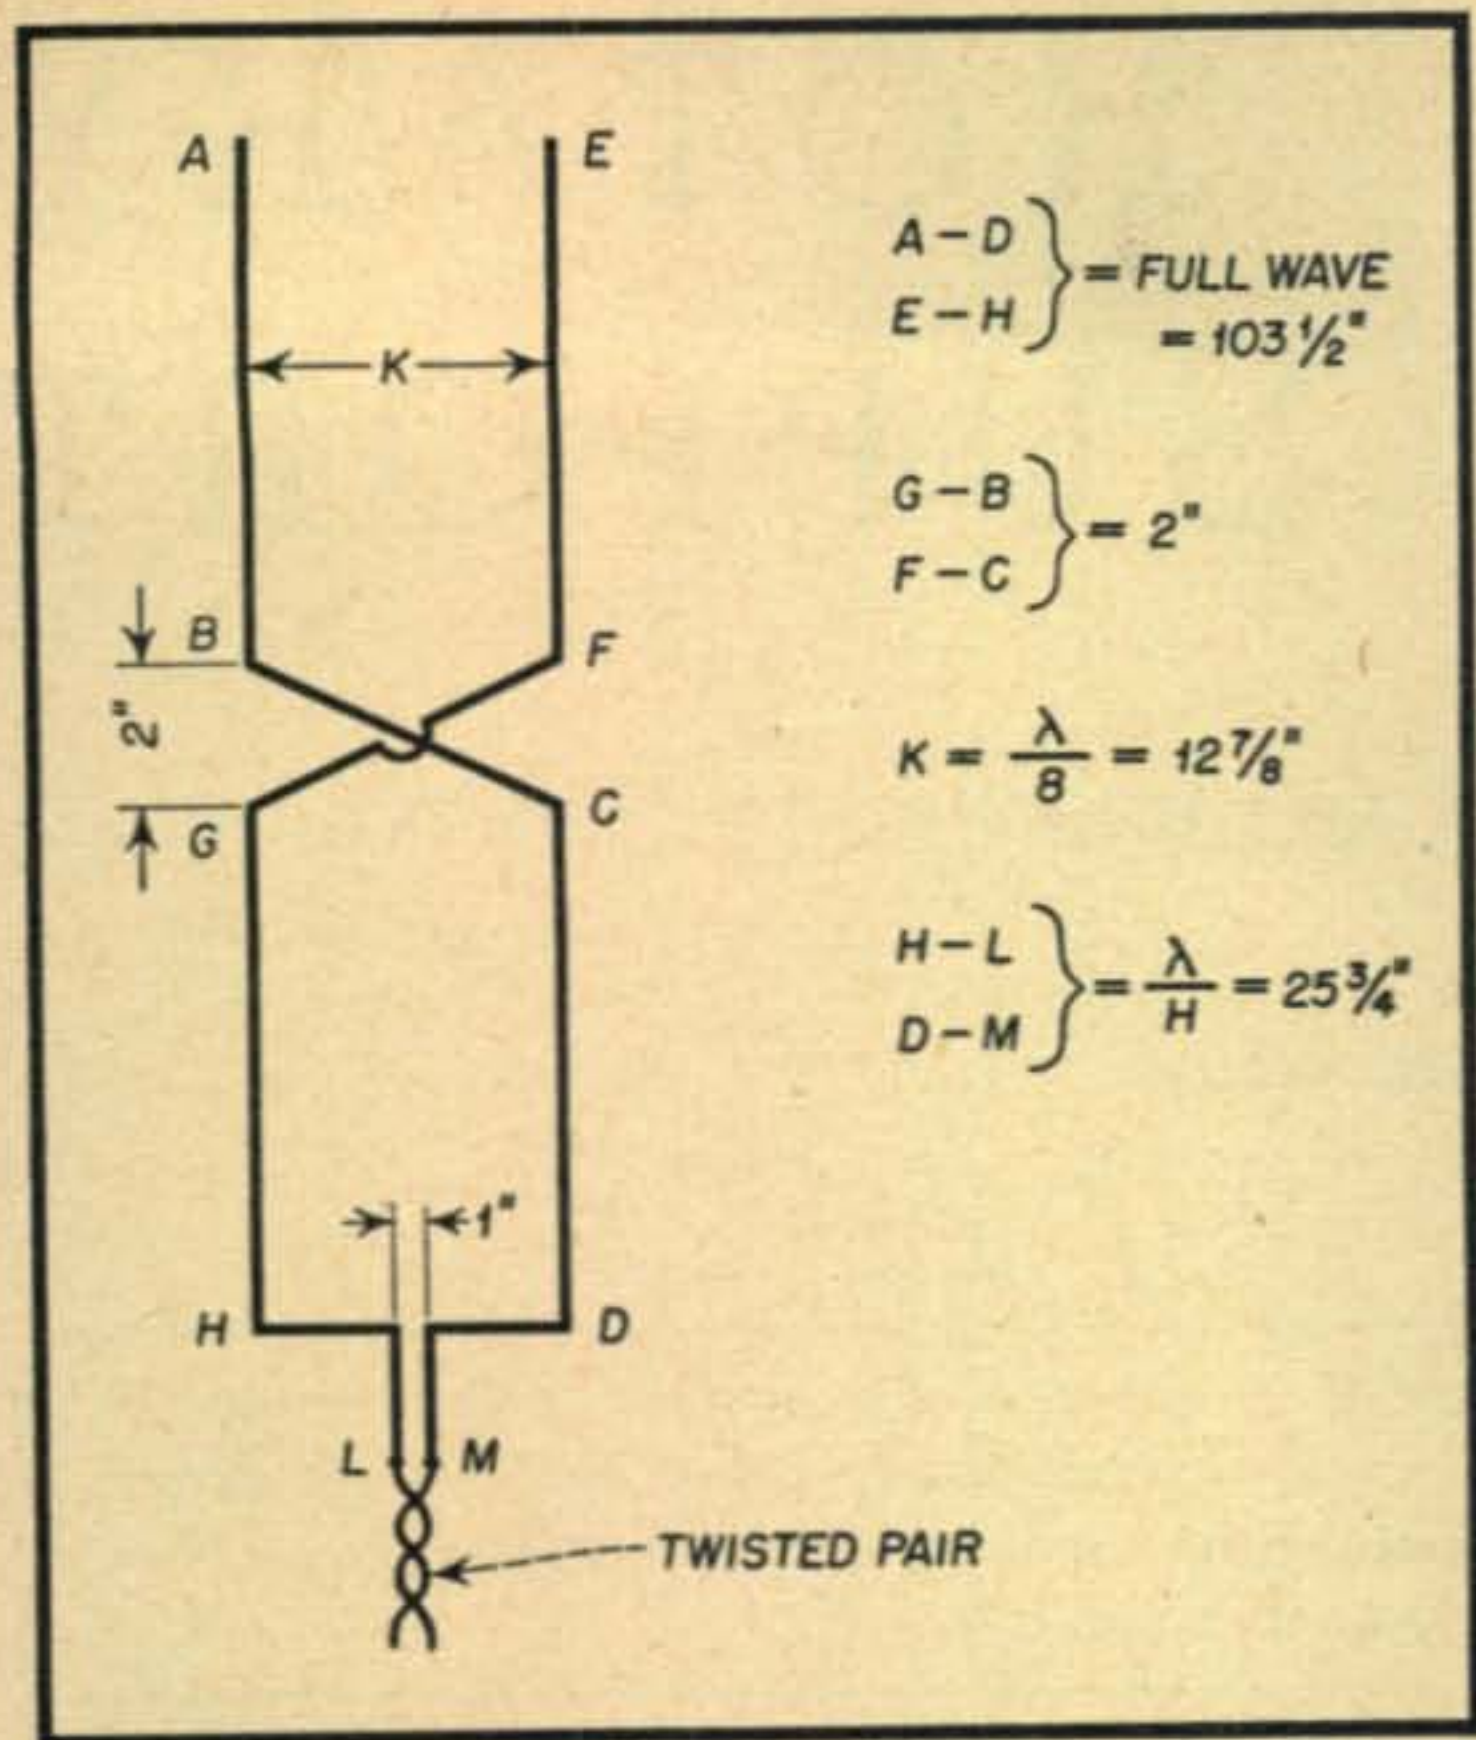 A E
K
B F
2"
G C
1"
H D
L M
TWISTED PAIR
A – D
E – H
= FULL WAVE
= 103 1/2"
G – B
F – C
= 2"
K = λ/8 = 12 7/8"
H – L
D – M
= λ/H = 25 3/4"